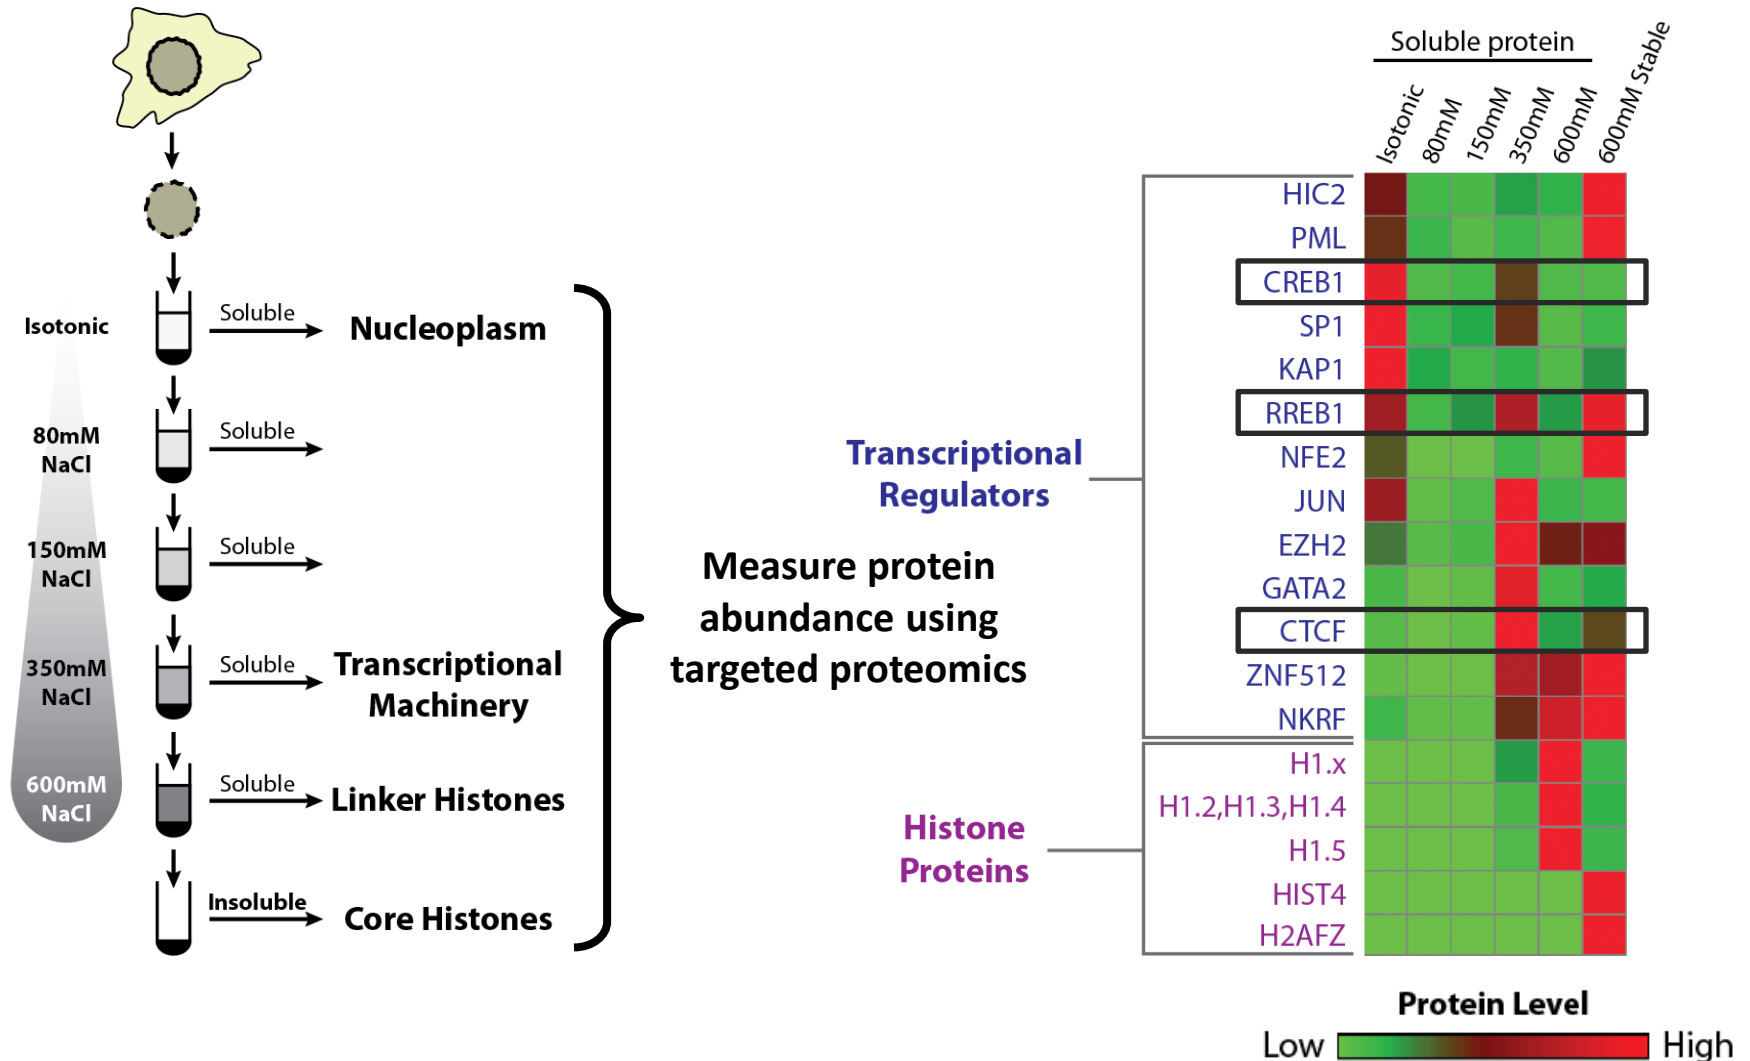 Isotonic
Soluble
Nucleoplasm
80mM
NaCl
Soluble
150mM
NaCl
Soluble
350mM
NaCl
Soluble
Transcriptional
Machinery
600mM
NaCl
Soluble
Linker Histones
Insoluble
Core Histones
Measure protein
abundance using
targeted proteomics
Soluble protein
Isotonic
80mM
150mM
350mM
600mM
600mM Stable
Transcriptional
Regulators
HIC2
PML
CREB1
SP1
KAP1
RREB1
NFE2
JUN
EZH2
GATA2
CTCF
ZNF512
NKRF
Histone
Proteins
H1.x
H1.2,H1.3,H1.4
H1.5
HIST4
H2AFZ
Protein Level
Low
High